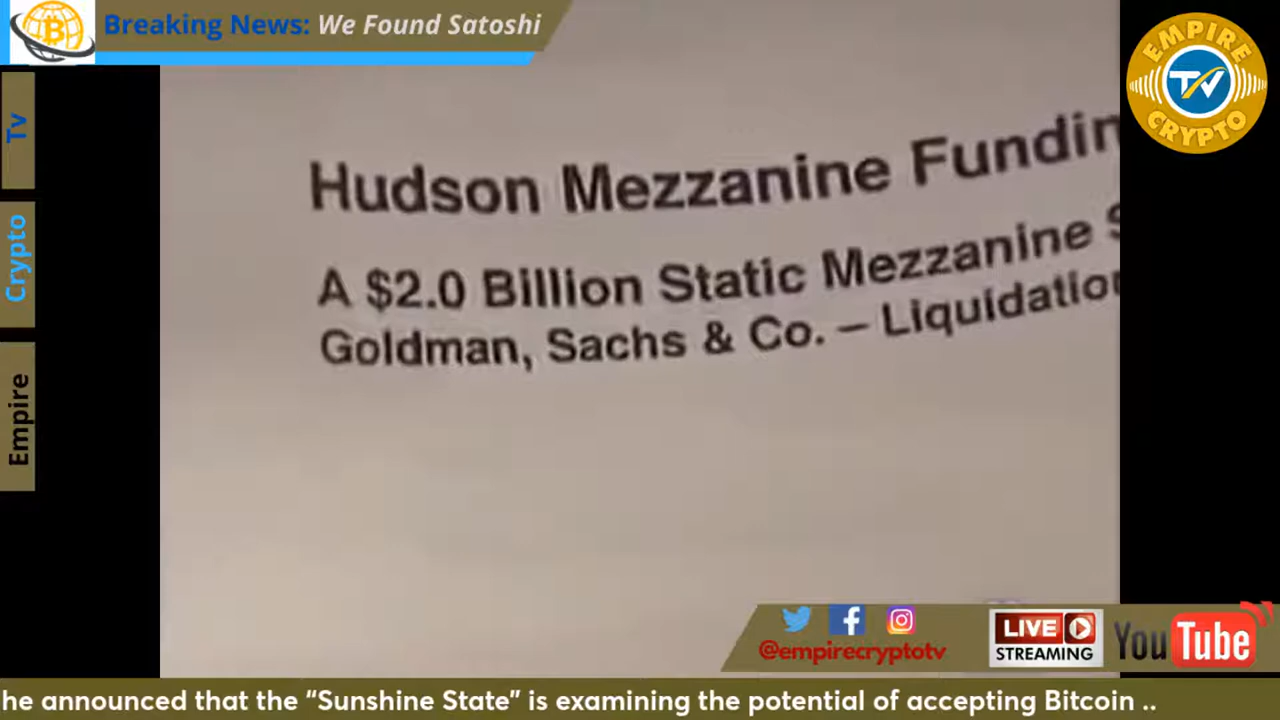 Breaking News: We Found Satoshi
EMPIRE
TV
CRYPTO
Tv
Crypto
Empire
Hudson Mezzanine Fundin
A $2.0 Billion Static Mezzanine S
Goldman, Sachs & Co. – Liquidation
@empirecryptotv
LIVE
STREAMING
YouTube
he announced that the “Sunshine State” is examining the potential of accepting Bitcoin ..